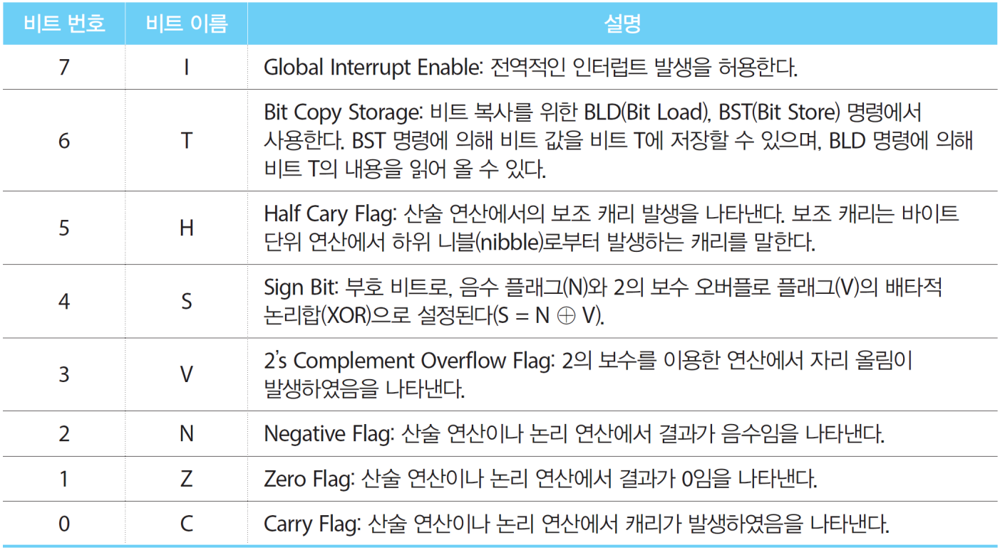 비트 번호 비트 이름 설명
7 I Global Interrupt Enable: 전역적인 인터럽트 발생을 허용한다.
Bit Copy Storage: 비트 복사를 위한 BLD(Bit Load), BST(Bit Store) 명령에서
6 T 사용한다. BST 명령에 의해 비트 값을 비트 T에 저장할 수 있으며, BLD 명령에 의해
비트 T의 내용을 읽어 올 수 있다.
5 H Half Cary Flag: 산술 연산에서의 보조 캐리 발생을 나타낸다. 보조 캐리는 바이트
단위 연산에서 하위 니블(nibble)로부터 발생하는 캐리를 말한다.
4 S Sign Bit: 부호 비트로, 음수 플래그(N)와 2의 보수 오버플로 플래그(V)의 배타적
논리합(XOR)으로 설정된다(S = N ⊕ V).
3 V 2’s Complement Overflow Flag: 2의 보수를 이용한 연산에서 자리 올림이
발생하였음을 나타낸다.
2 N Negative Flag: 산술 연산이나 논리 연산에서 결과가 음수임을 나타낸다.
1 Z Zero Flag: 산술 연산이나 논리 연산에서 결과가 0임을 나타낸다.
0 C Carry Flag: 산술 연산이나 논리 연산에서 캐리가 발생하였음을 나타낸다.